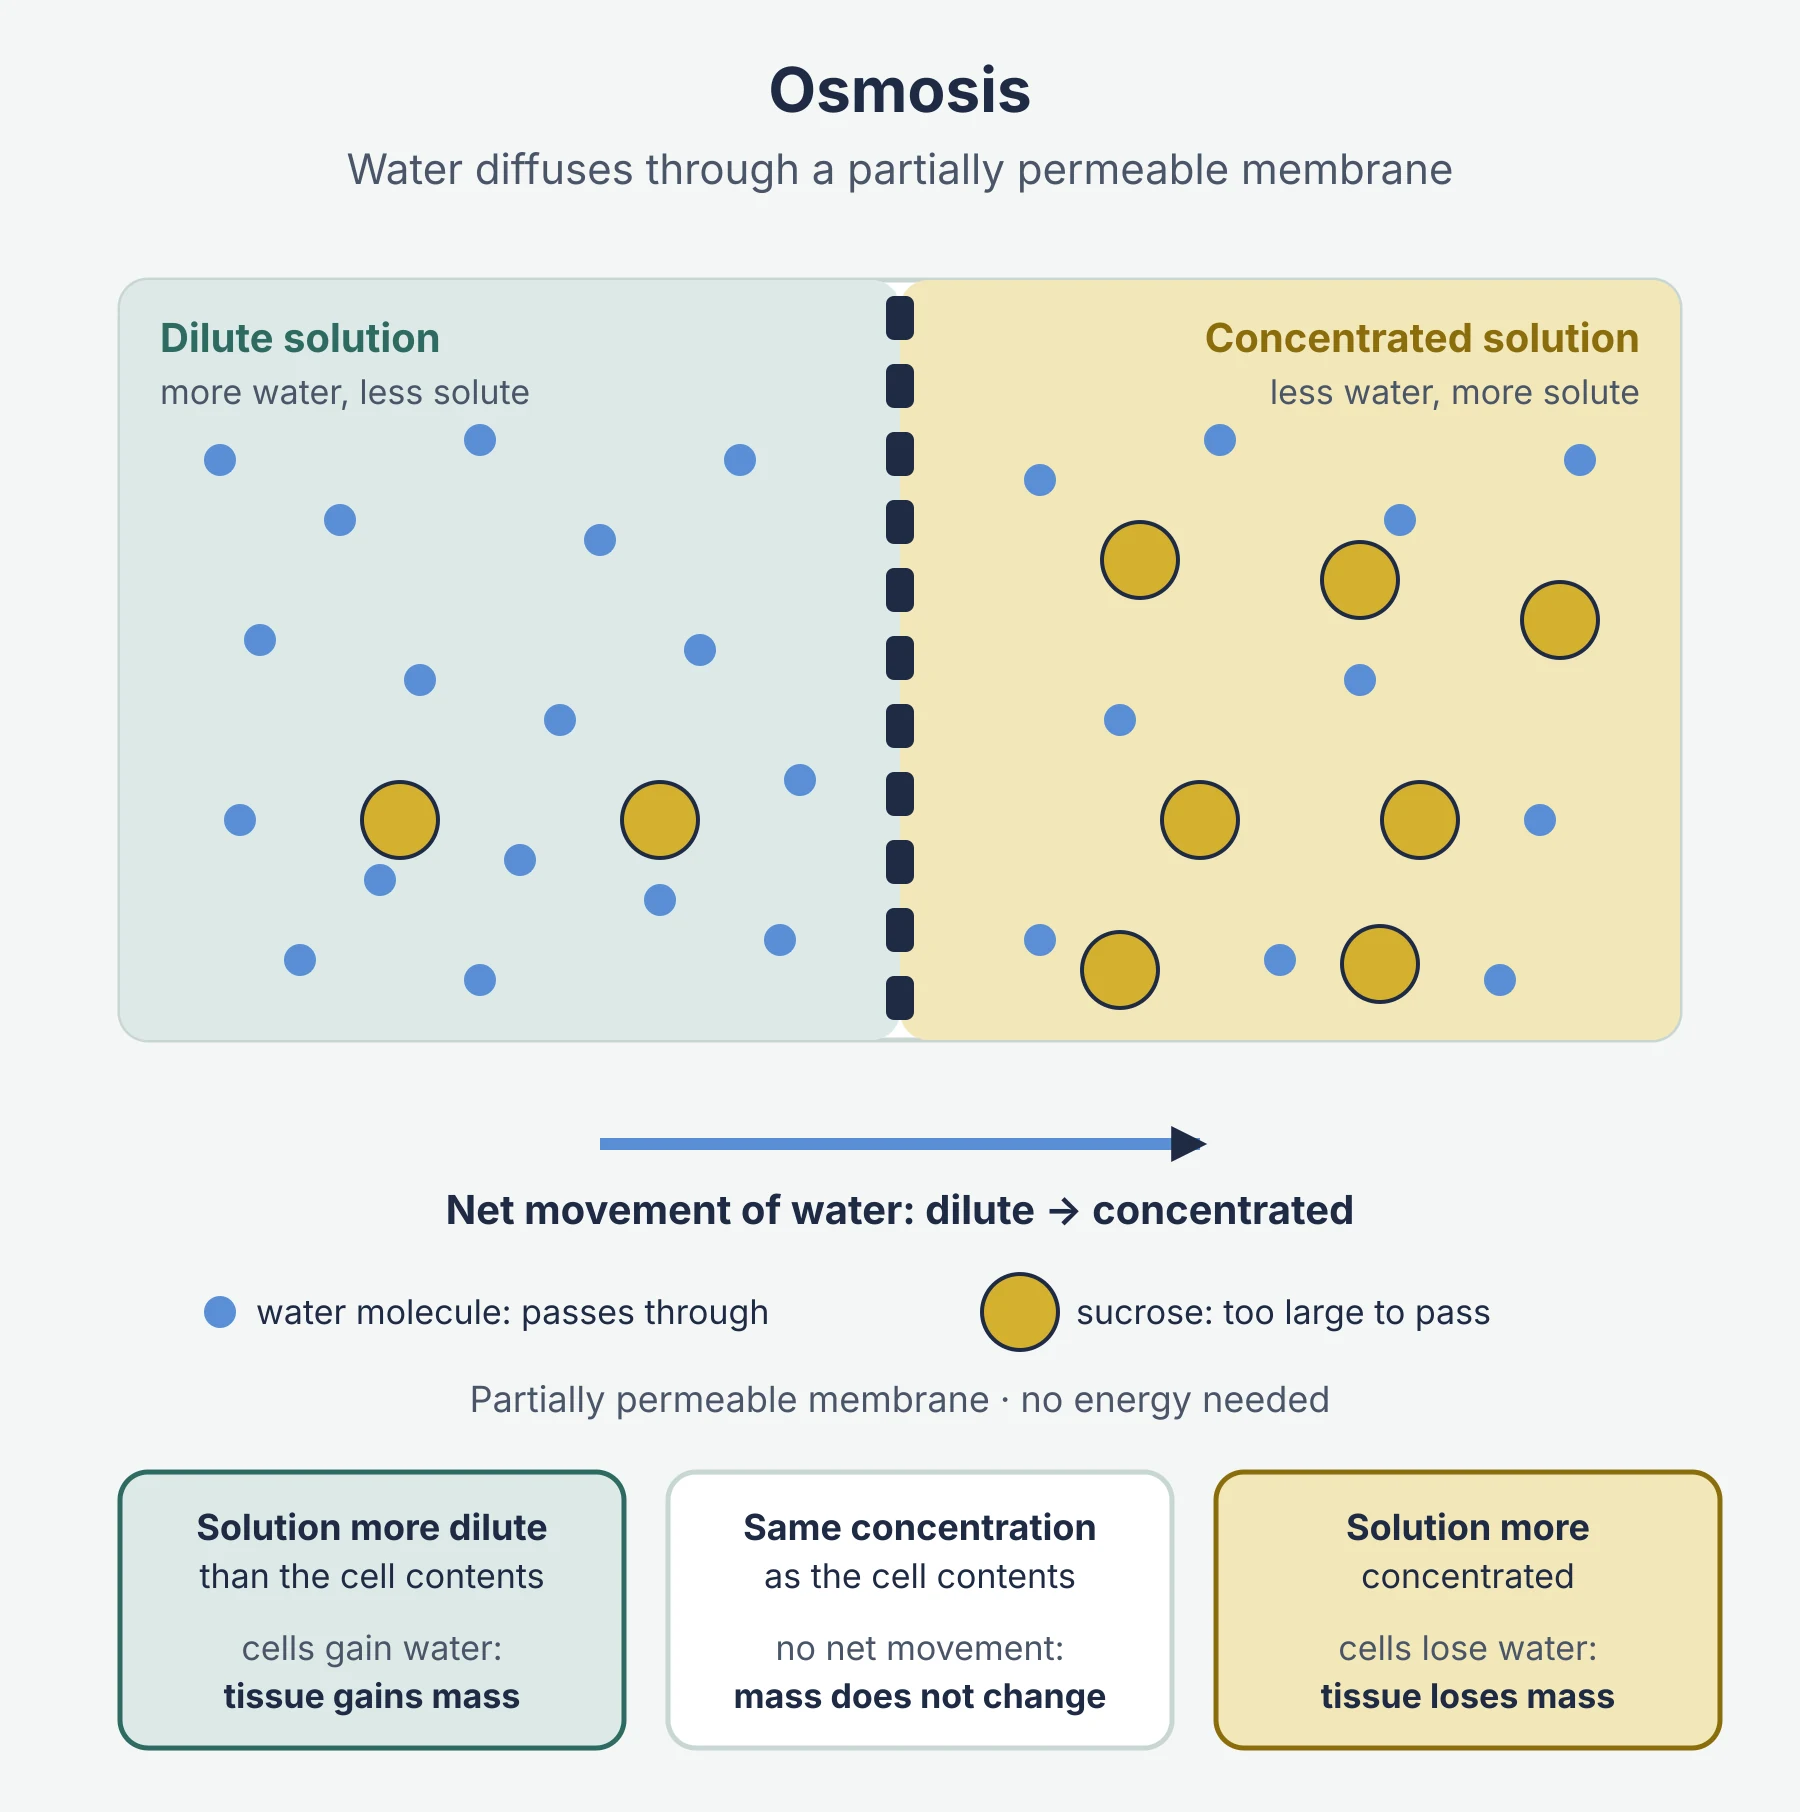 Osmosis
Water diffuses through a partially permeable membrane
Dilute solution
more water, less solute
Concentrated solution
less water, more solute
Net movement of water: dilute → concentrated
water molecule: passes through
sucrose: too large to pass
Partially permeable membrane · no energy needed
Solution more dilute
than the cell contents
cells gain water:
tissue gains mass
Same concentration
as the cell contents
no net movement:
mass does not change
Solution more
concentrated
cells lose water:
tissue loses mass